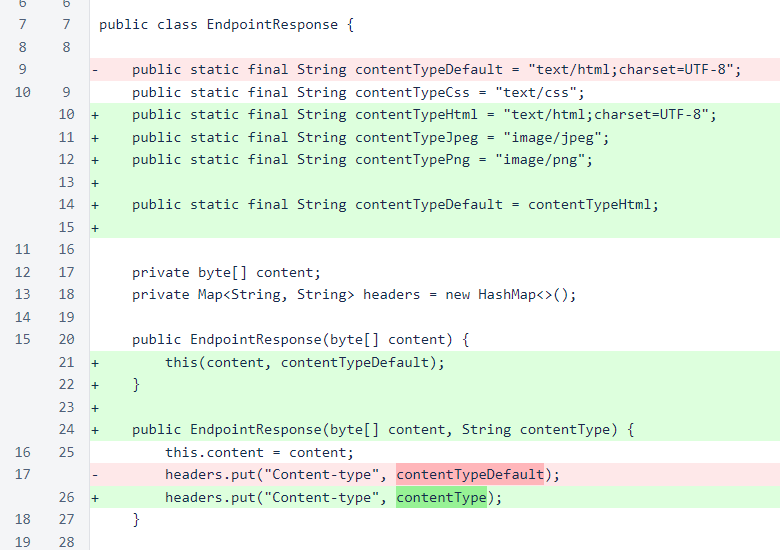 6 6
7 7 public class EndpointResponse {
8 8
9 - public static final String contentTypeDefault = "text/html;charset=UTF-8";
10 9 public static final String contentTypeCss = "text/css";
10 + public static final String contentTypeHtml = "text/html;charset=UTF-8";
11 + public static final String contentTypeJpeg = "image/jpeg";
12 + public static final String contentTypePng = "image/png";
13 +
14 + public static final String contentTypeDefault = contentTypeHtml;
15 +
11 16
12 17 private byte[] content;
13 18 private Map<String, String> headers = new HashMap<>();
14 19
15 20 public EndpointResponse(byte[] content) {
21 + this(content, contentTypeDefault);
22 + }
23 +
24 + public EndpointResponse(byte[] content, String contentType) {
16 25 this.content = content;
17 - headers.put("Content-type", contentTypeDefault);
26 + headers.put("Content-type", contentType);
18 27 }
19 28